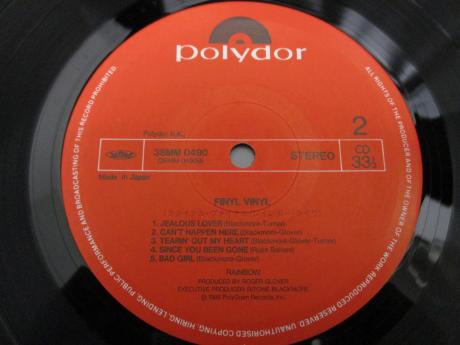 polydor
Polydor K.K.,
38MM 0490
STEREO
2
CD
33⅓
Made in Japan
FINYL VINYL
1. JEALOUS LOVER (Blackmore-Turner)
2. CAN'T HAPPEN HERE (Blackmore-Glover)
3. TEARIN' OUT MY HEART (Blackmore-Glover-Turner)
4. SINCE YOU BEEN GONE (Russ Ballard)
5. BAD GIRL (Blackmore-Glover)
RAINBOW
PRODUCED BY ROGER GLOVER
EXECUTIVE PRODUCER: RITCHIE BLACKMORE
℗ 1986 PolyGram Records, Inc.
ALL RIGHTS OF THE PRODUCER AND OF THE OWNER OF THE WORK REPRODUCED RESERVED. UNAUTHORISED COPYING, HIRING, LENDING, PUBLIC PERFORMANCE AND BROADCASTING OF THIS RECORD PROHIBITED.